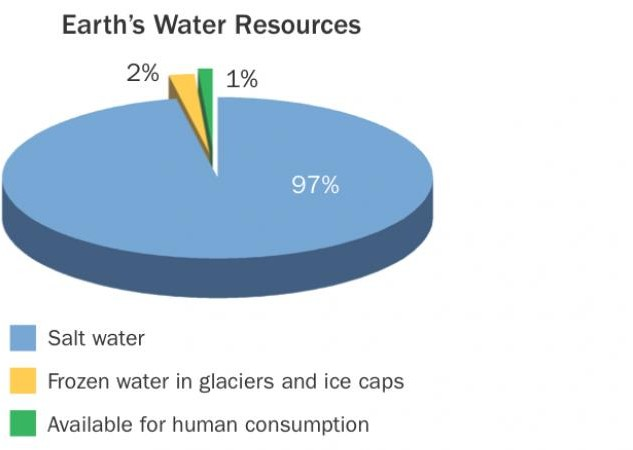 Earth’s Water Resources
2%
1%
97%
Salt water
Frozen water in glaciers and ice caps
Available for human consumption